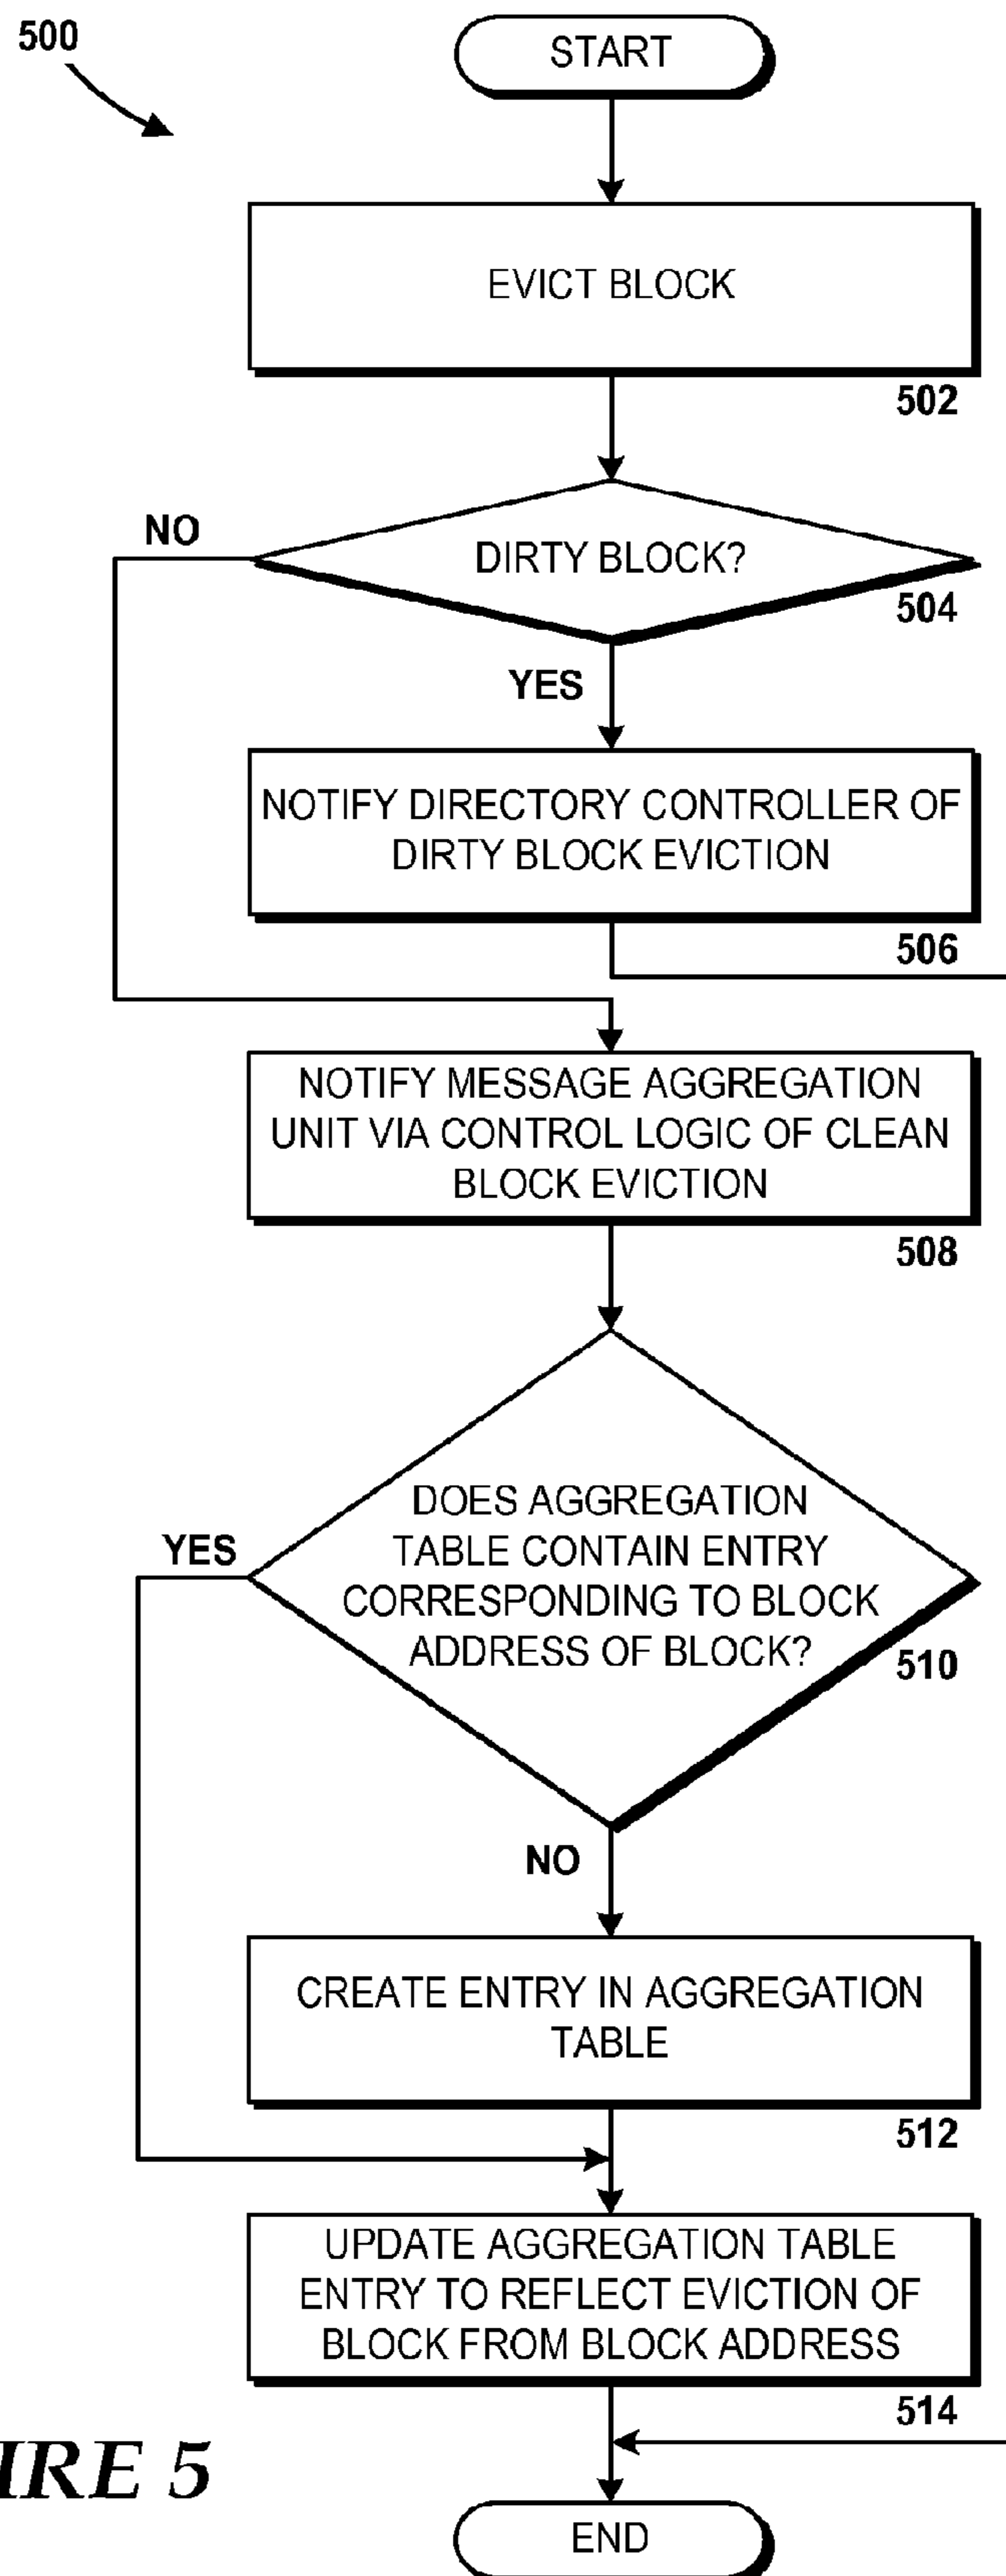 500
START
EVICT BLOCK
502
NO
DIRTY BLOCK?
504
YES
NOTIFY DIRECTORY CONTROLLER OF
DIRTY BLOCK EVICTION
506
NOTIFY MESSAGE AGGREGATION
UNIT VIA CONTROL LOGIC OF CLEAN
BLOCK EVICTION
508
DOES AGGREGATION
TABLE CONTAIN ENTRY
CORRESPONDING TO BLOCK
ADDRESS OF BLOCK?
YES
510
NO
CREATE ENTRY IN AGGREGATION
TABLE
512
UPDATE AGGREGATION TABLE
ENTRY TO REFLECT EVICTION OF
BLOCK FROM BLOCK ADDRESS
514
IRE 5
END